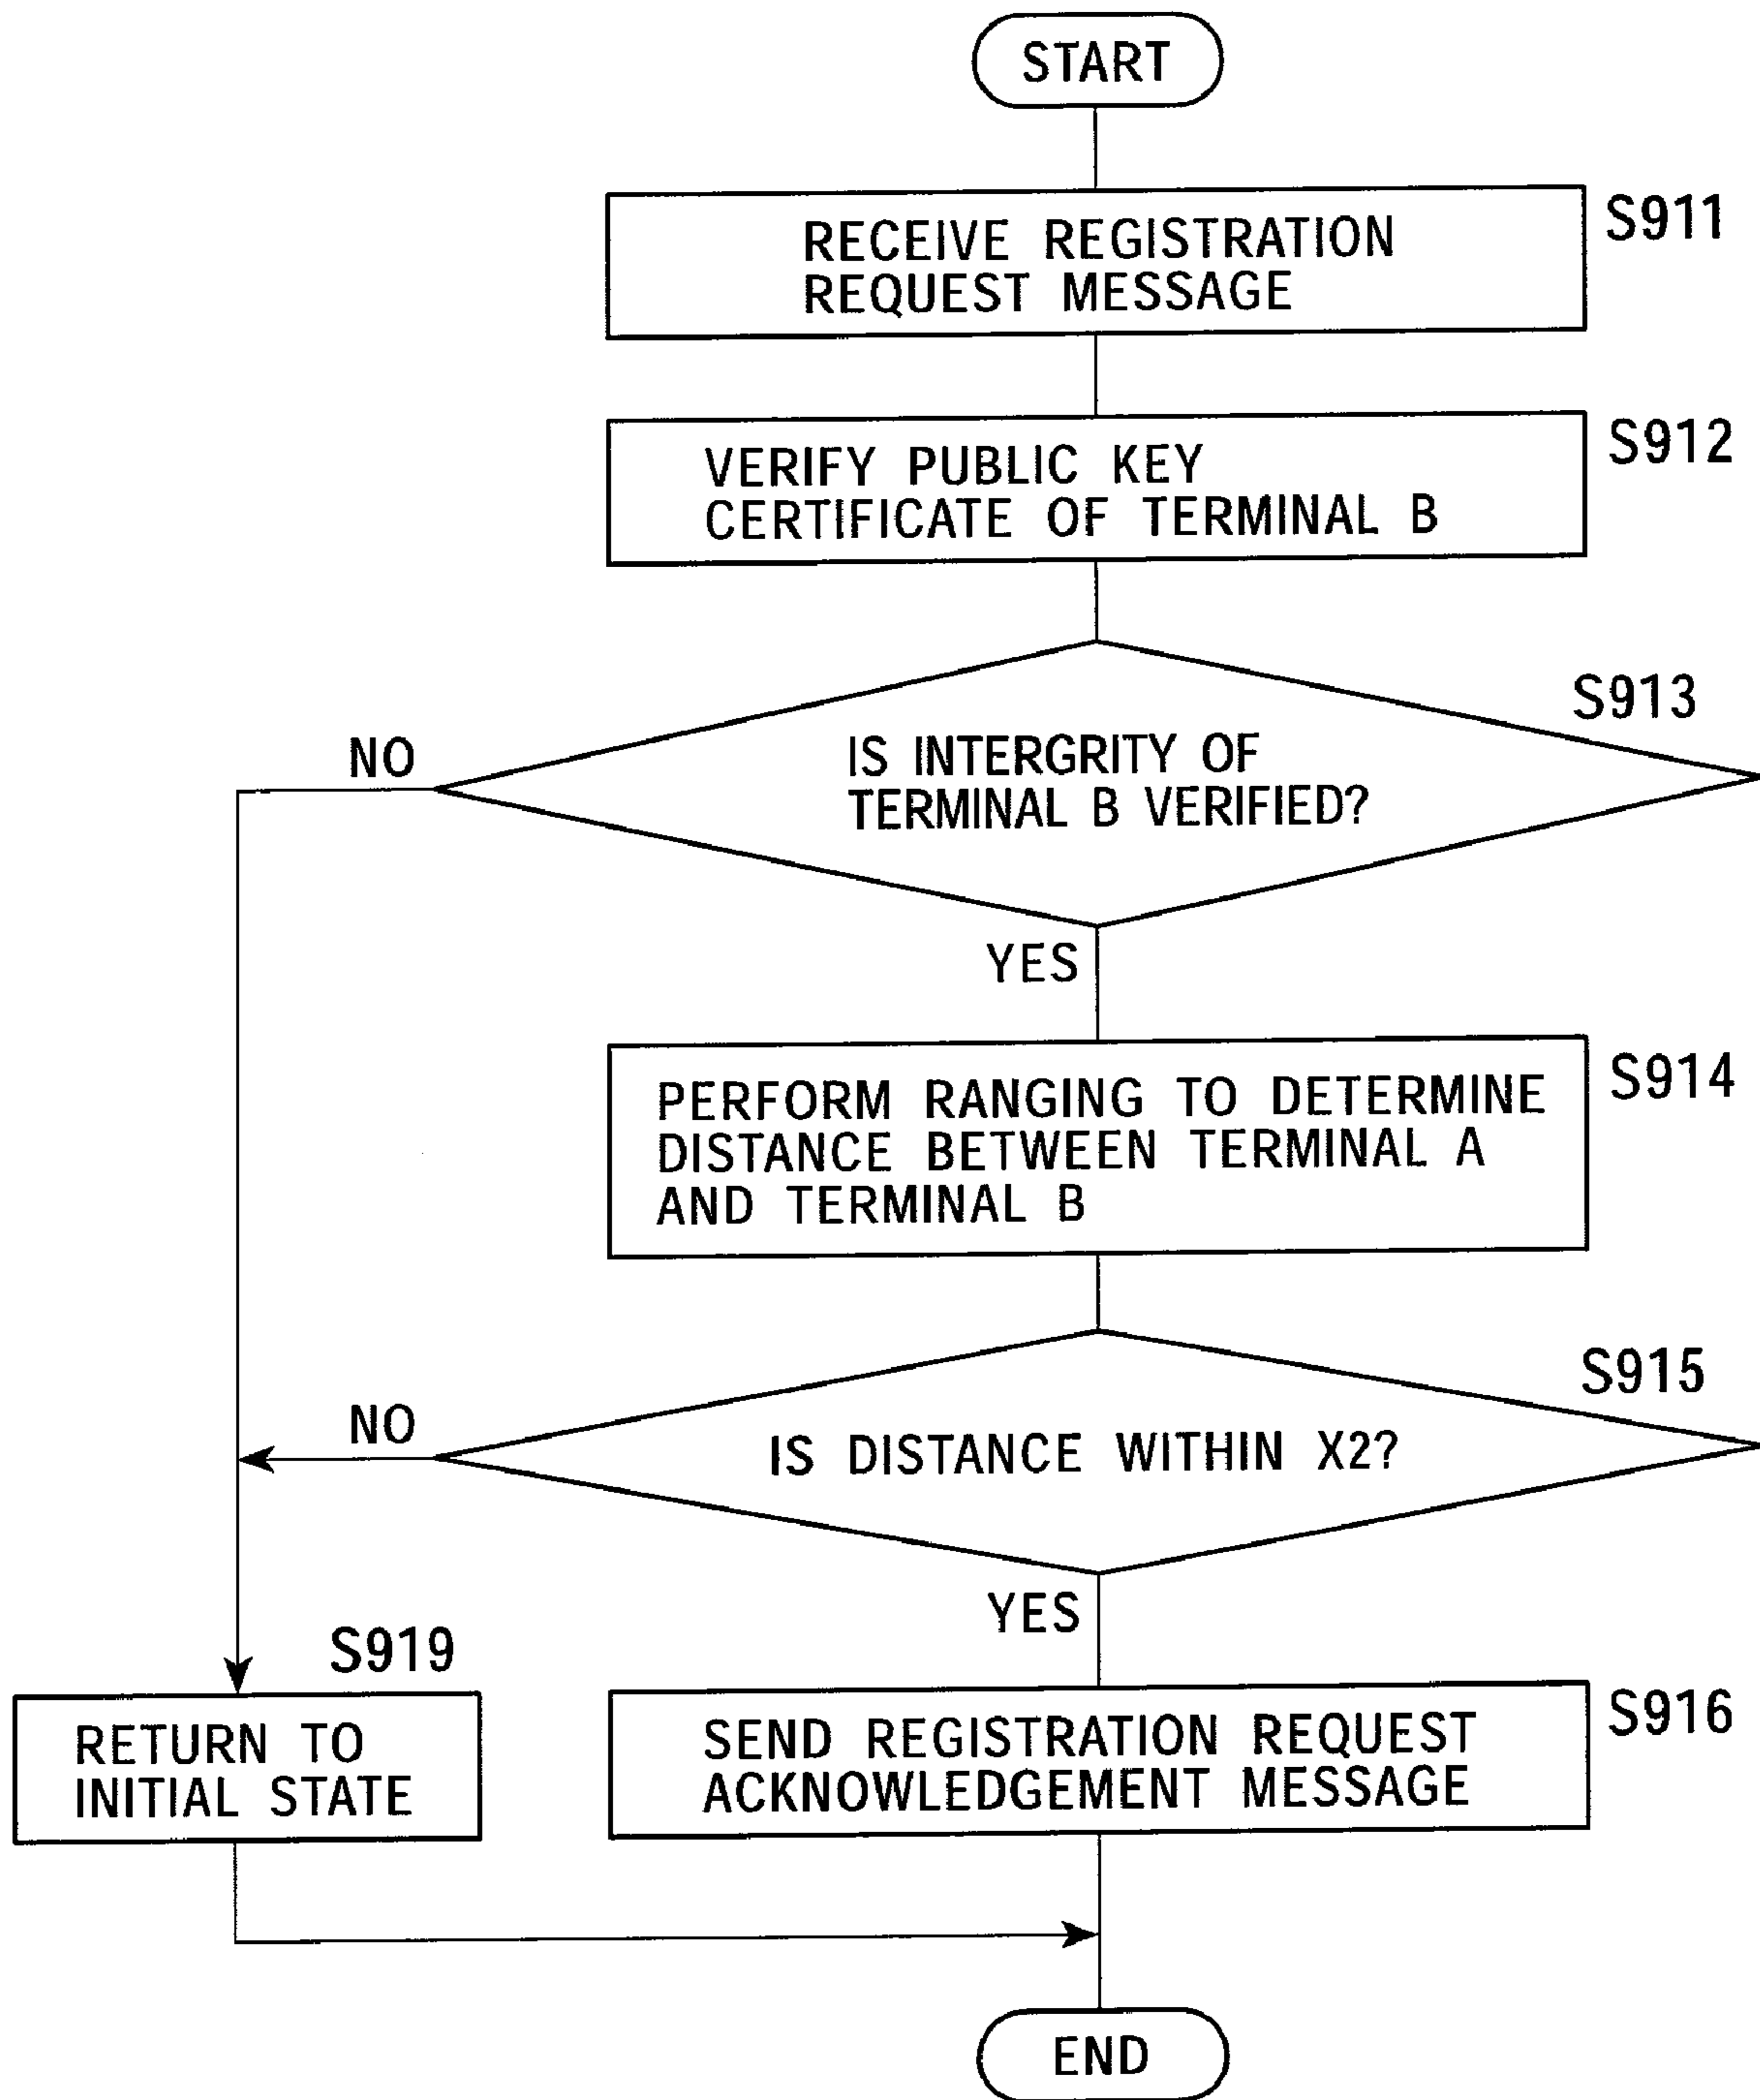 START
S911
RECEIVE REGISTRATION
REQUEST MESSAGE
S912
VERIFY PUBLIC KEY
CERTIFICATE OF TERMINAL B
S913
NO
IS INTERGRITY OF
TERMINAL B VERIFIED?
YES
S914
PERFORM RANGING TO DETERMINE
DISTANCE BETWEEN TERMINAL A
AND TERMINAL B
S915
NO
IS DISTANCE WITHIN X2?
YES
S919
RETURN TO
INITIAL STATE
S916
SEND REGISTRATION REQUEST
ACKNOWLEDGEMENT MESSAGE
END